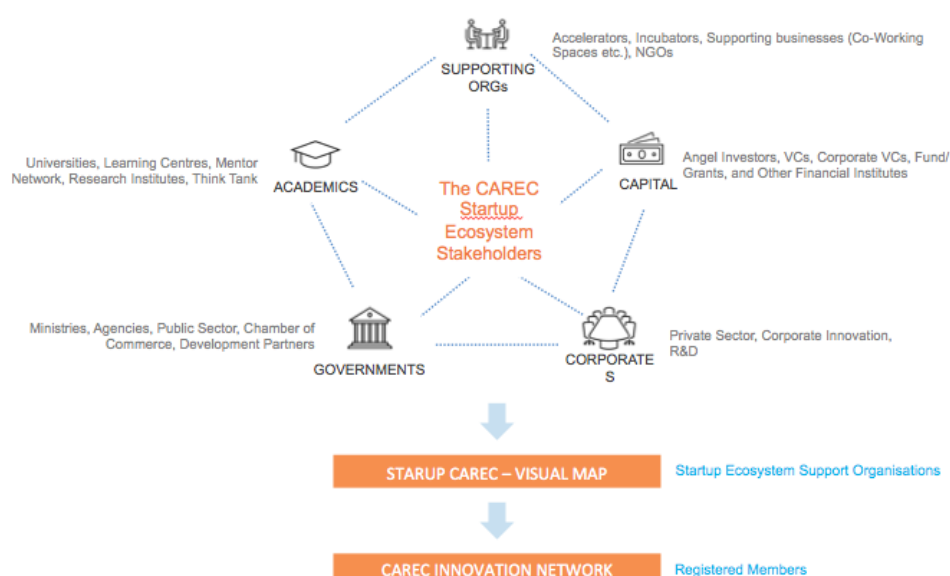 SUPPORTING
ORGs
Accelerators, Incubators, Supporting businesses (Co-Working
Spaces etc.), NGOs
Universities, Learning Centres, Mentor
Network, Research Institutes, Think Tank
ACADEMICS
The CAREC
Startup
Ecosystem
Stakeholders
CAPITAL
Angel Investors, VCs, Corporate VCs, Fund/
Grants, and Other Financial Institutes
Ministries, Agencies, Public Sector, Chamber of
Commerce, Development Partners
GOVERNMENTS
CORPORATE
S
Private Sector, Corporate Innovation,
R&D
STARUP CAREC – VISUAL MAP
Startup Ecosystem Support Organisations
CAREC INNOVATION NETWORK
Registered Members